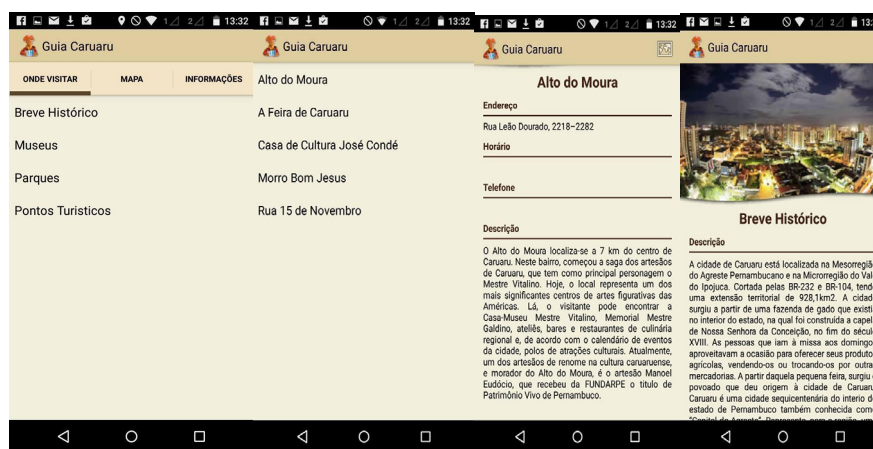 13:32
Guia Caruaru
ONDE VISITAR MAPA INFORMAÇÕES
Breve Histórico
Museus
Parques
Pontos Turisticos
13:32
Guia Caruaru
Alto do Moura
A Feira de Caruaru
Casa de Cultura José Condé
Morro Bom Jesus
Rua 15 de Novembro
13:32
Guia Caruaru
Alto do Moura
Endereço
Rua Leão Dourado, 2218–2282
Horário
Telefone
Descrição
O Alto do Moura localiza-se a 7 km do centro de
Caruaru. Neste bairro, começou a saga dos artesãos
de Caruaru, que tem como principal personagem o
Mestre Vitalino. Hoje, o local representa um dos
mais significantes centros de artes figurativas das
Américas. Lá, o visitante pode encontrar a
Casa-Museu Mestre Vitalino, Memorial Mestre
Galdino, ateliês, bares e restaurantes de culinária
regional e, de acordo com o calendário de eventos
da cidade, polos de atrações culturais. Atualmente,
um dos artesãos de renome na cultura caruaruense,
e morador do Alto do Moura, é o artesão Manoel
Eudócio, que recebeu da FUNDARPE o titulo de
Patrimônio Vivo de Pernambuco.
13:
Guia Caruaru
Breve Histórico
Descrição
A cidade de Caruaru está localizada na Mesorregiã
do Agreste Pernambucano e na Microrregião do Val
do Ipojuca. Cortada pelas BR-232 e BR-104, tend
uma extensão territorial de 928,1km2. A cidad
surgiu a partir de uma fazenda de gado que existi
no interior do estado, na qual foi construída a capel
de Nossa Senhora da Conceição, no fim do sécul
XVIII. As pessoas que iam à missa aos domingo
aproveitavam a ocasião para oferecer seus produto
agrícolas, vendendo-os ou trocando-os por outra
mercadorias. A partir daquela pequena feira, surgiu
povoado que deu origem à cidade de Caruaru
Caruaru é uma cidade sequicentenária do interio d
estado de Pernambuco também conhecida com